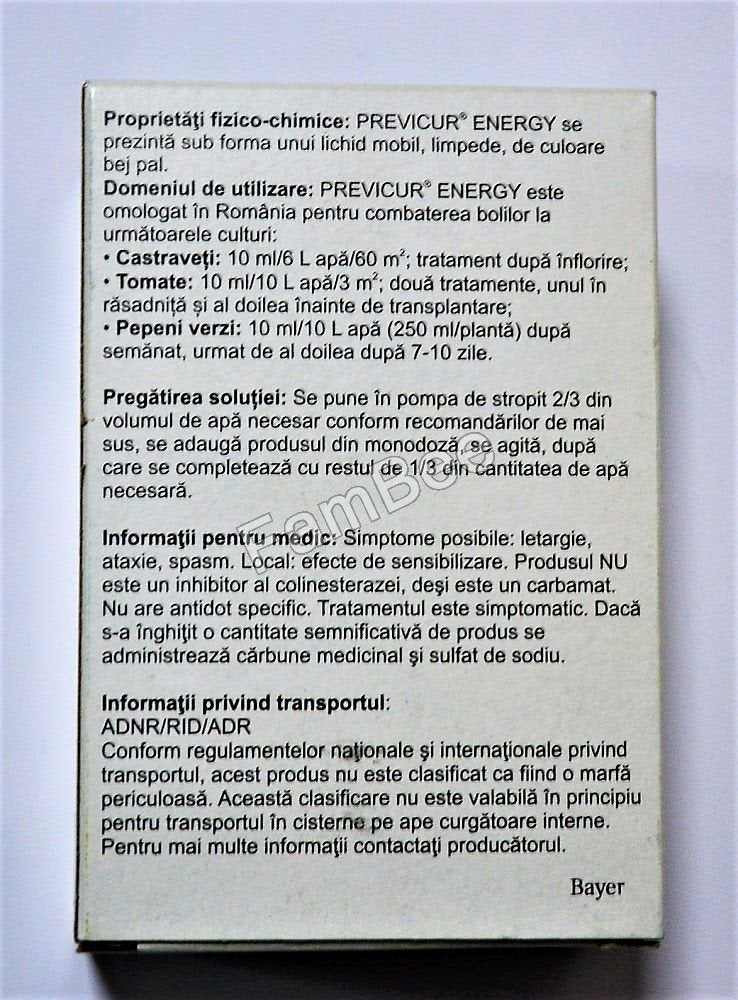 Proprietăţi fizico-chimice: PREVICUR® ENERGY se
prezintă sub forma unui lichid mobil, limpede, de culoare
bej pal.
Domeniul de utilizare: PREVICUR® ENERGY este
omologat în România pentru combaterea bolilor la
următoarele culturi:
• Castraveți: 10 ml/6 L apă/60 m²; tratament după înflorire;
• Tomate: 10 ml/10 L apă/3 m²; două tratamente, unul în
răsadniță și al doilea înainte de transplantare;
• Pepeni verzi: 10 ml/10 L apă (250 ml/plantă) după
semănat, urmat de al doilea după 7-10 zile.
Pregătirea soluției: Se pune în pompa de stropit 2/3 din
volumul de apă necesar conform recomandărilor de mai
sus, se adaugă produsul din monodoză, se agită, după
care se completează cu restul de 1/3 din cantitatea de apă
necesară.
FamBee
Informaţii pentru medic: Simptome posibile: letargie,
ataxie, spasm. Local: efecte de sensibilizare. Produsul NU
este un inhibitor al colinesterazei, deşi este un carbamat.
Nu are antidot specific. Tratamentul este simptomatic. Dacă
s-a înghiţit o cantitate semnificativă de produs se
administrează cărbune medicinal şi sulfat de sodiu.
Informaţii privind transportul:
ADNR/RID/ADR
Conform regulamentelor naţionale şi internaţionale privind
transportul, acest produs nu este clasificat ca fiind o marfă
periculoasă. Această clasificare nu este valabilă în principiu
pentru transportul în cisterne pe ape curgătoare interne.
Pentru mai multe informaţii contactaţi producătorul.
Bayer